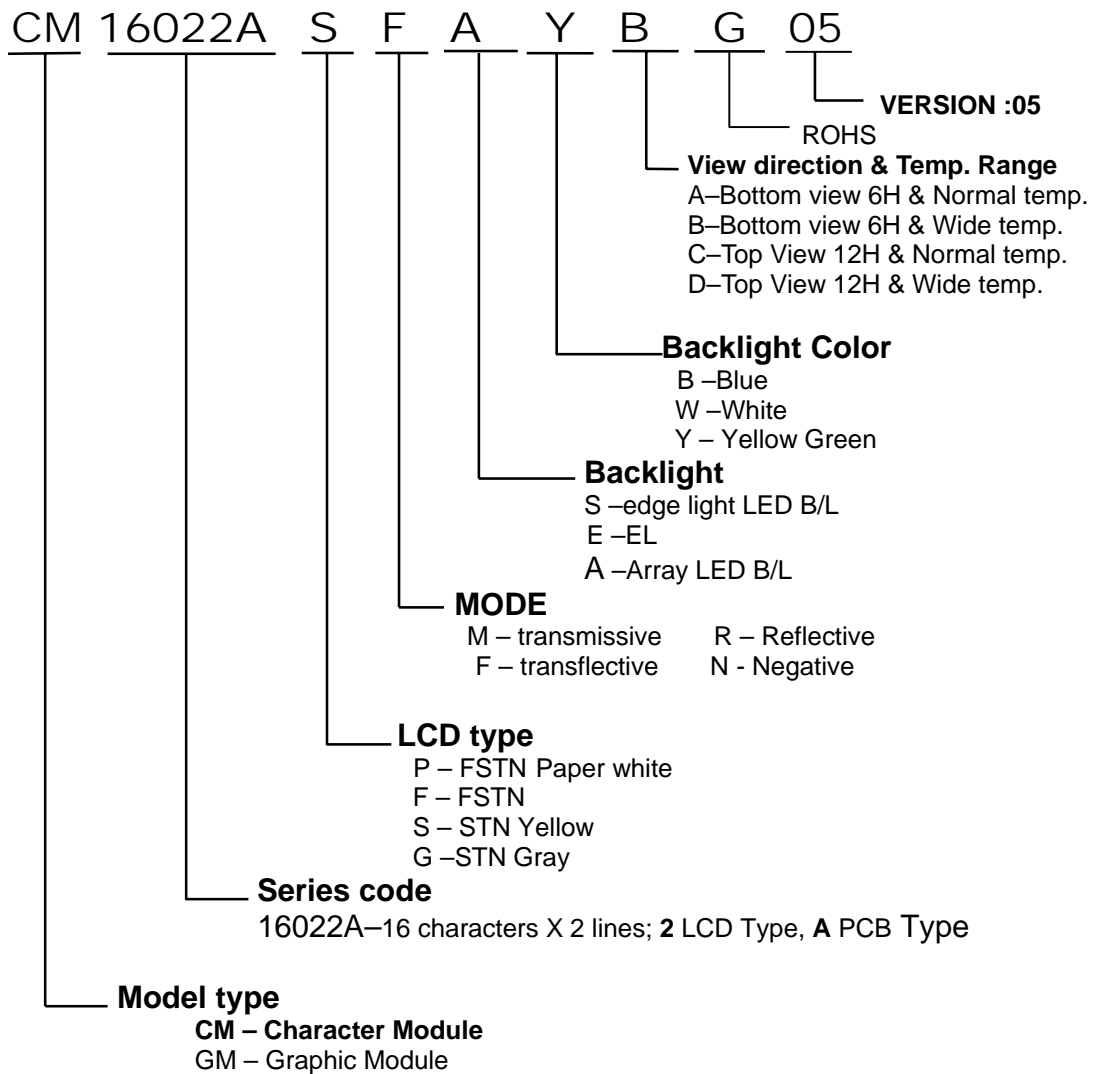 CM 16022A S F A Y B G 05
VERSION :05
ROHS
View direction & Temp. Range
A–Bottom view 6H & Normal temp.
B–Bottom view 6H & Wide temp.
C–Top View 12H & Normal temp.
D–Top View 12H & Wide temp.
Backlight Color
B –Blue
W –White
Y – Yellow Green
Backlight
S –edge light LED B/L
E –EL
A –Array LED B/L
MODE
M – transmissive R – Reflective
F – transflective N - Negative
LCD type
P – FSTN Paper white
F – FSTN
S – STN Yellow
G –STN Gray
Series code
16022A–16 characters X 2 lines; 2 LCD Type, A PCB Type
Model type
CM – Character Module
GM – Graphic Module